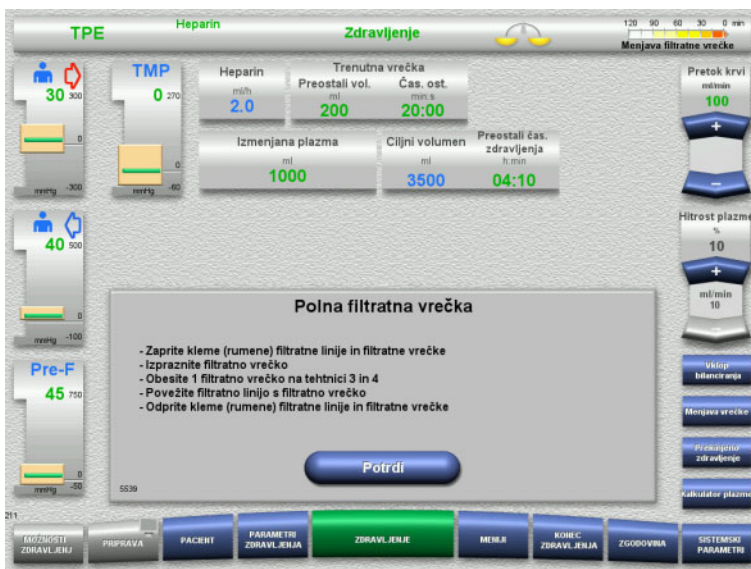 TPE
Heparin
Zdravljenje
120 90 60 30 0 min
Menjava filtratne vrečke
30 300
0
mmHg -300
TMP
0 270
0
mmHg -60
Heparin
ml/h
2.0
Trenutna vrečka
Preostali vol. Čas. ost.
ml min:s
200 20:00
Izmenjana plazma
ml
1000
Ciljni volumen
ml
3500
Preostali čas.
zdravljenja
h:min
04:10
Pretok krvi
ml/min
100
+
–
40 500
0
mmHg -100
Hitrost plazme
%
10
+
ml/min
10
–
Pre-F
45 750
0
mmHg -50
Polna filtratna vrečka
- Zaprite kleme (rumene) filtratne linije in filtratne vrečke
- Izpraznite filtratno vrečko
- Obesite 1 filtratno vrečko na tehtnici 3 in 4
- Povežite filtratno linijo s filtratno vrečko
- Odprite kleme (rumene) filtratne linije in filtratne vrečke
Potrdi
5539
Vklop
bilanciranja
Menjava vrečke
Prekinjeno
zdravljenje
Kalkulator plazme
211
MOŽNOSTI
ZDRAVLJENJ
PRIPRAVA
PACIENT
PARAMETRI
ZDRAVLJENJA
ZDRAVLJENJE
MENIJI
KONEC
ZDRAVLJENJA
ZGODOVINA
SISTEMSKI
PARAMETRI